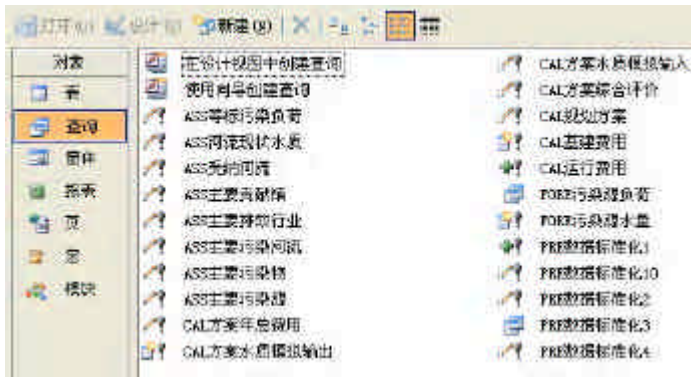 打开(O) 设计(D) 新建(N)
对象
表
查询
窗体
报表
页
宏
模块
在设计视图中创建查询
使用向导创建查询
ASS等标污染负荷
ASS河流现状水质
ASS受纳河流
ASS主要贡献
ASS主要排放行业
ASS主要污染河流
ASS主要污染物
ASS主要污染源
CAL方案年总费用
CAL方案水质模拟输出
CAL方案水质模拟输入
CAL方案综合评价
CAL规划方案
CAL基建费用
CAL运行费用
FORE污染源负荷
FORE污染源水量
PRE数据标准化1
PRE数据标准化10
PRE数据标准化2
PRE数据标准化3
PRE数据标准化4